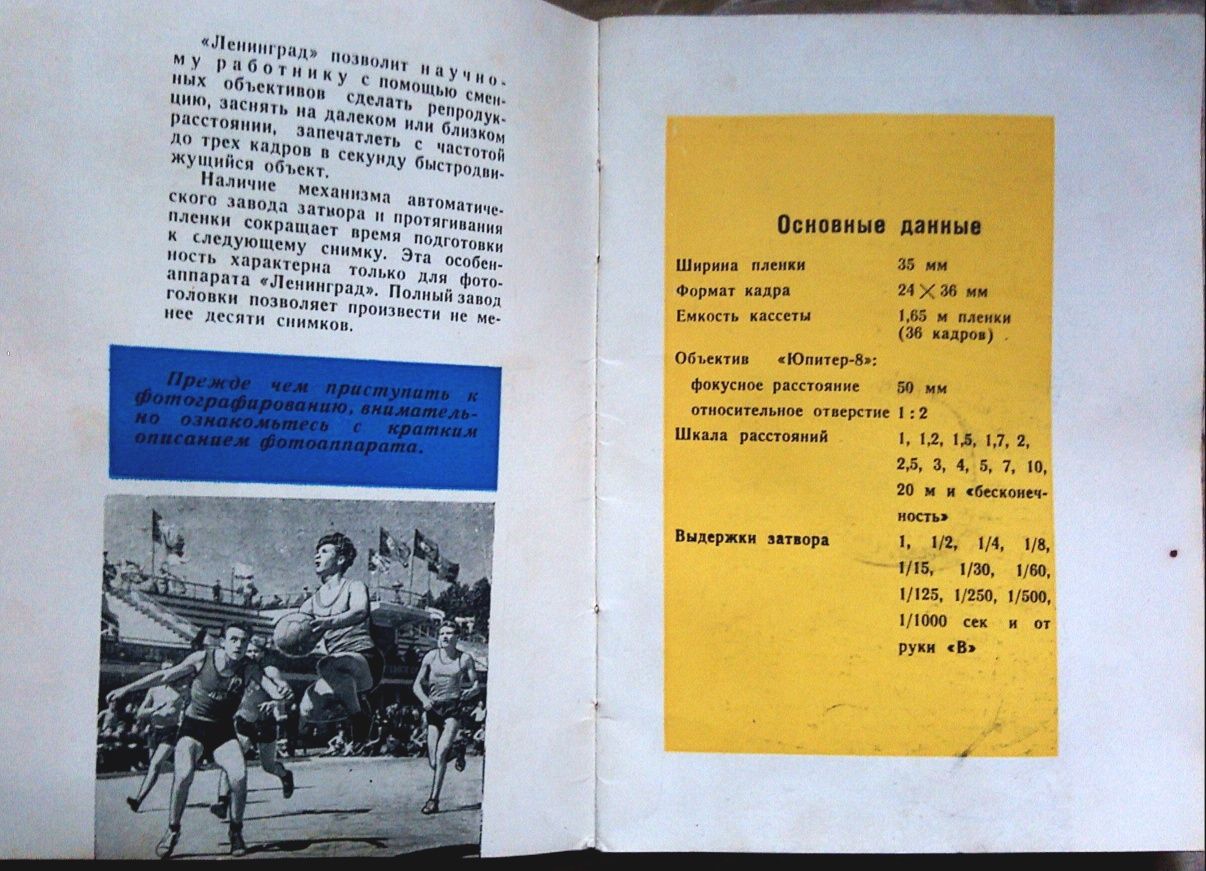 «Ленинград» позволит научно-
му работнику с помощью смен-
ных объективов сделать репродук-
цию, заснять на далеком или близком
расстоянии, запечатлеть с частотой
до трех кадров в секунду быстродви-
жущийся объект.
Наличие механизма автоматиче-
ского завода затвора и протягивания
пленки сокращает время подготовки
к следующему снимку. Эта особен-
ность характерна только для фото-
аппарата «Ленинград». Полный завод
головки позволяет произвести не ме-
нее десяти снимков.
Прежде чем приступать к
фотографированию, вниматель-
но ознакомьтесь с кратким
описанием фотоаппарата.
Основные данные
Ширина пленки 35 мм
Формат кадра 24×36 мм
Емкость кассеты 1,65 м пленки
(36 кадров)
Объектив «Юпитер-8»:
фокусное расстояние 50 мм
относительное отверстие 1 : 2
Шкала расстояний 1, 1,2, 1,5, 1,7, 2,
2,5, 3, 4, 5, 7, 10,
20 м и «бесконеч-
ность»
Выдержки затвора 1, 1/2, 1/4, 1/8,
1/15, 1/30, 1/60,
1/125, 1/250, 1/500,
1/1000 сек и от
руки «В»